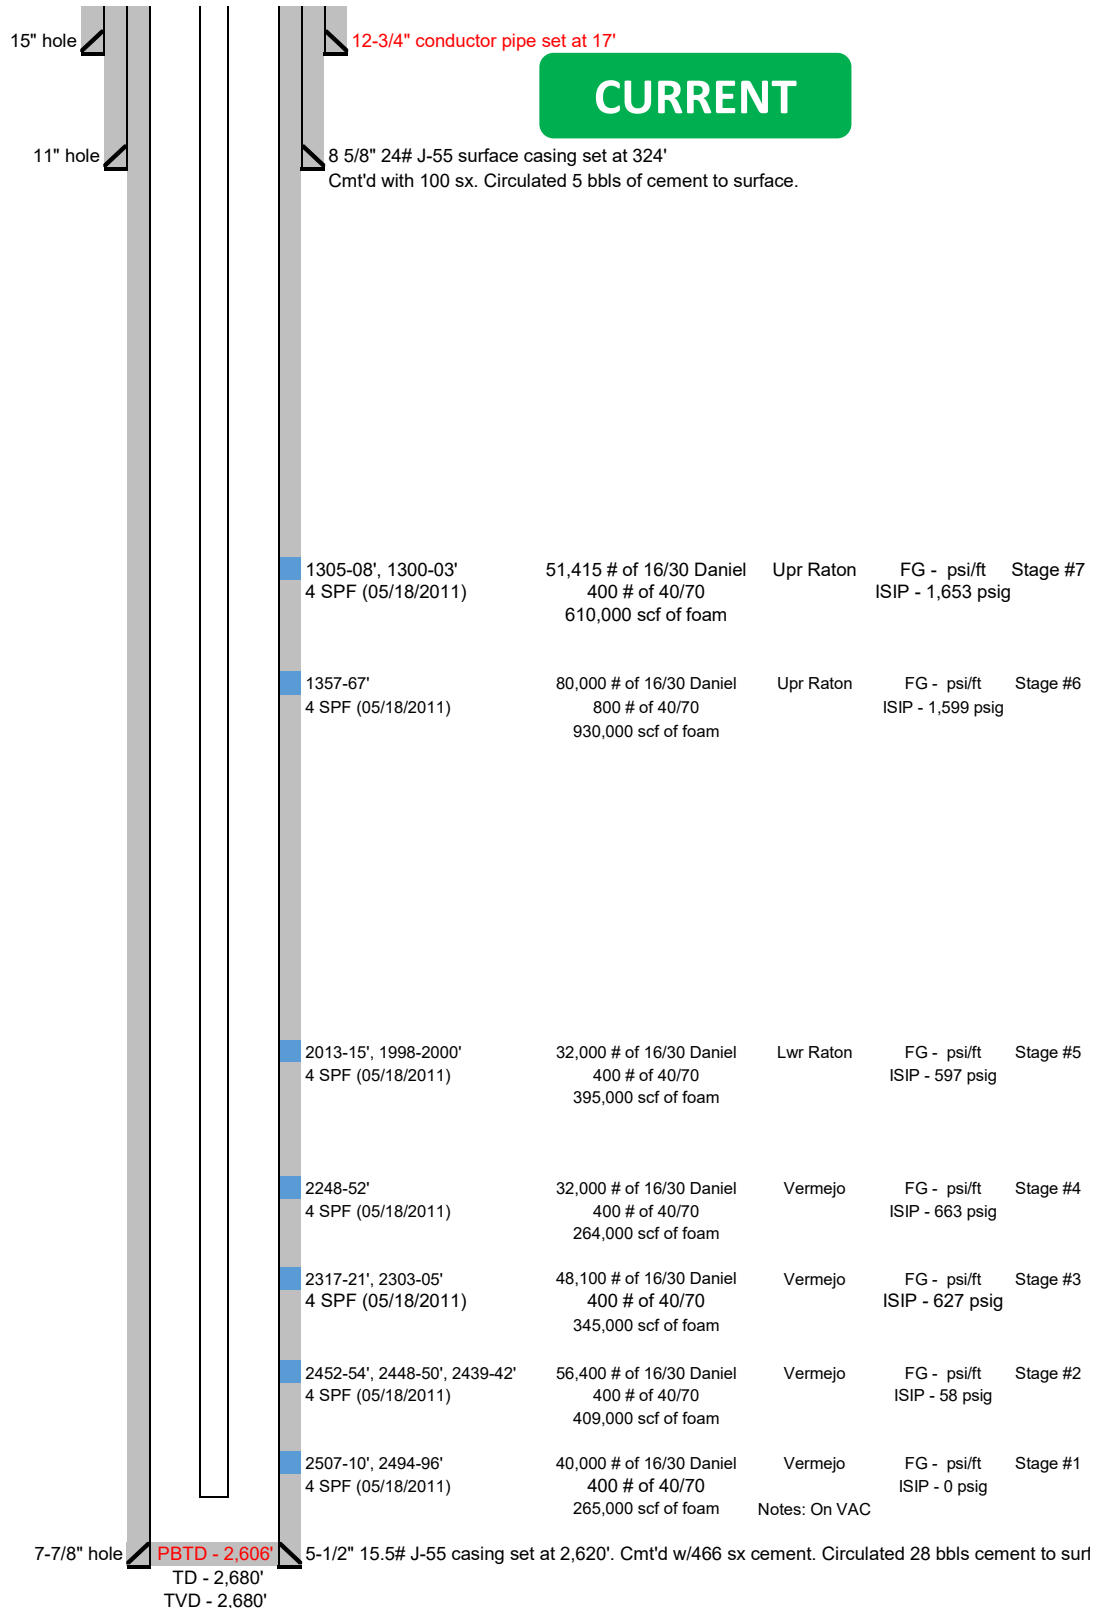 15" hole
12-3/4" conductor pipe set at 17'
CURRENT
11" hole
8 5/8" 24# J-55 surface casing set at 324'
Cmt'd with 100 sx. Circulated 5 bbls of cement to surface.
1305-08', 1300-03' 51,415 # of 16/30 Daniel Upr Raton FG - psi/ft Stage #7
4 SPF (05/18/2011) 400 # of 40/70 ISIP - 1,653 psig
610,000 scf of foam
1357-67' 80,000 # of 16/30 Daniel Upr Raton FG - psi/ft Stage #6
4 SPF (05/18/2011) 800 # of 40/70 ISIP - 1,599 psig
930,000 scf of foam
2013-15', 1998-2000' 32,000 # of 16/30 Daniel Lwr Raton FG - psi/ft Stage #5
4 SPF (05/18/2011) 400 # of 40/70 ISIP - 597 psig
395,000 scf of foam
2248-52' 32,000 # of 16/30 Daniel Vermejo FG - psi/ft Stage #4
4 SPF (05/18/2011) 400 # of 40/70 ISIP - 663 psig
264,000 scf of foam
2317-21', 2303-05' 48,100 # of 16/30 Daniel Vermejo FG - psi/ft Stage #3
4 SPF (05/18/2011) 400 # of 40/70 ISIP - 627 psig
345,000 scf of foam
2452-54', 2448-50', 2439-42' 56,400 # of 16/30 Daniel Vermejo FG - psi/ft Stage #2
4 SPF (05/18/2011) 400 # of 40/70 ISIP - 58 psig
409,000 scf of foam
2507-10', 2494-96' 40,000 # of 16/30 Daniel Vermejo FG - psi/ft Stage #1
4 SPF (05/18/2011) 400 # of 40/70 ISIP - 0 psig
265,000 scf of foam Notes: On VAC
7-7/8" hole PBTD - 2,606' 5-1/2" 15.5# J-55 casing set at 2,620'. Cmt'd w/466 sx cement. Circulated 28 bbls cement to
TD - 2,680'
TVD - 2,680'